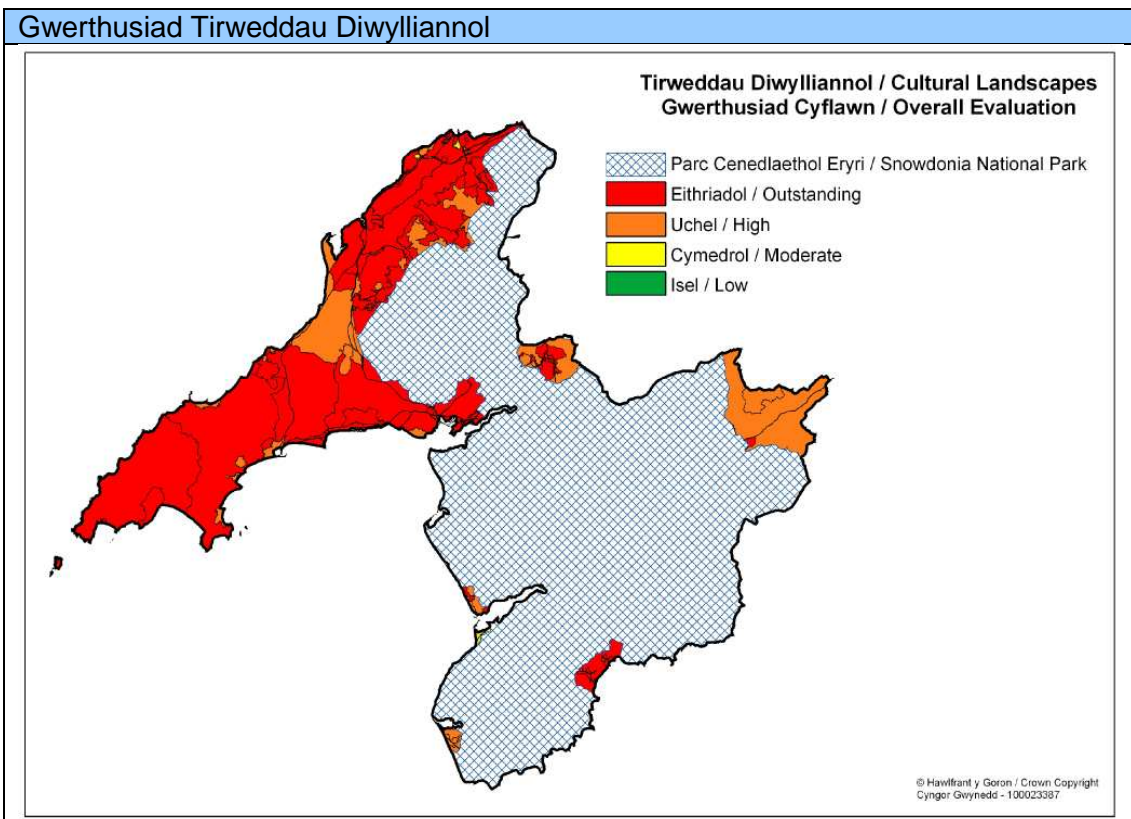 Gwerthusiad Tirweddau Diwylliannol
Tirweddau Diwylliannol / Cultural Landscapes
Gwerthusiad Cyflawn / Overall Evaluation
Parc Cenedlaethol Eryri / Snowdonia National Park
Eithriadol / Outstanding
Uchel / High
Cymedrol / Moderate
Isel / Low
© Hawlfraint y Goron / Crown Copyright
Cyngor Gwynedd - 100023387